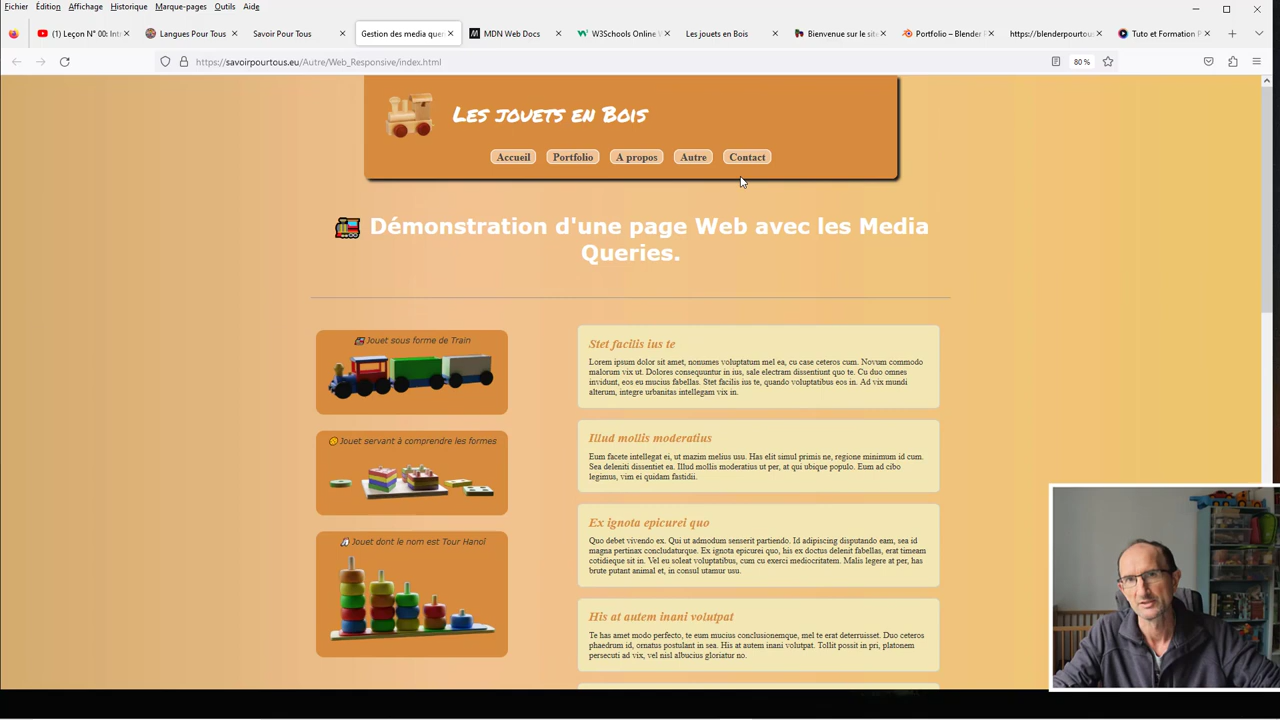 Fichier Édition Affichage Historique Marque-pages Outils Aide
(1) Leçon N° 00: Intr
Langues Pour Tous
Savoir Pour Tous
Gestion des media quer
MDN Web Docs
W3Schools Online W
Les jouets en Bois
Bienvenue sur le site
Portfolio – Blender P
https://blenderpourtous
Tuto et Formation P
https://savoirpourtous.eu/Autre/Web_Responsive/index.html
80 %
Les jouets en Bois
Accueil
Portfolio
A propos
Autre
Contact
Démonstration d'une page Web avec les Media
Queries.
Jouet sous forme de Train
Jouet servant à comprendre les formes
Jouet dont le nom est Tour Hanoï
Stet facilis ius te
Lorem ipsum dolor sit amet, nonumes voluptatum mel ea, cu case ceteros cum. Novum commodo
malorum vix ut. Dolores consequuntur in ius, sale electram dissentiunt quo te. Cu duo omnes
invidunt, eos eu mucius fabellas. Stet facilis ius te, quando voluptatibus eos in. Ad vix mundi
alterum, integre urbanitas intellegam vix in.
Illud mollis moderatius
Eum facete intellegat ei, ut mazim melius usu. Has elit simul primis ne, regione minimum id cum.
Sea deleniti dissentiet ea. Illud mollis moderatius ut per, at qui ubique populo. Eum ad cibo
legimus, vim ei quidam fastidii.
Ex ignota epicurei quo
Quo debet vivendo ex. Qui ut admodum senserit partiendo. Id adipiscing disputando eam, sea id
magna pertinax concludaturque. Ex ignota epicurei quo, his ex doctus delenit fabellas, erat timeam
cotidieque sit in. Vel eu soleat voluptatibus, cum cu exerci mediocritatem. Malis legere at per, has
brute putant animal et, in consul utamur usu.
His at autem inani volutpat
Te has amet modo perfecto, te eum mucius conclusionemque, mel te erat deterruisset. Duo ceteros
phaedrum id, ornatus postulant in sea. His at autem inani volutpat. Tollit possit in pri, platonem
persecuti ad vix, vel nisl albucius gloriatur no.